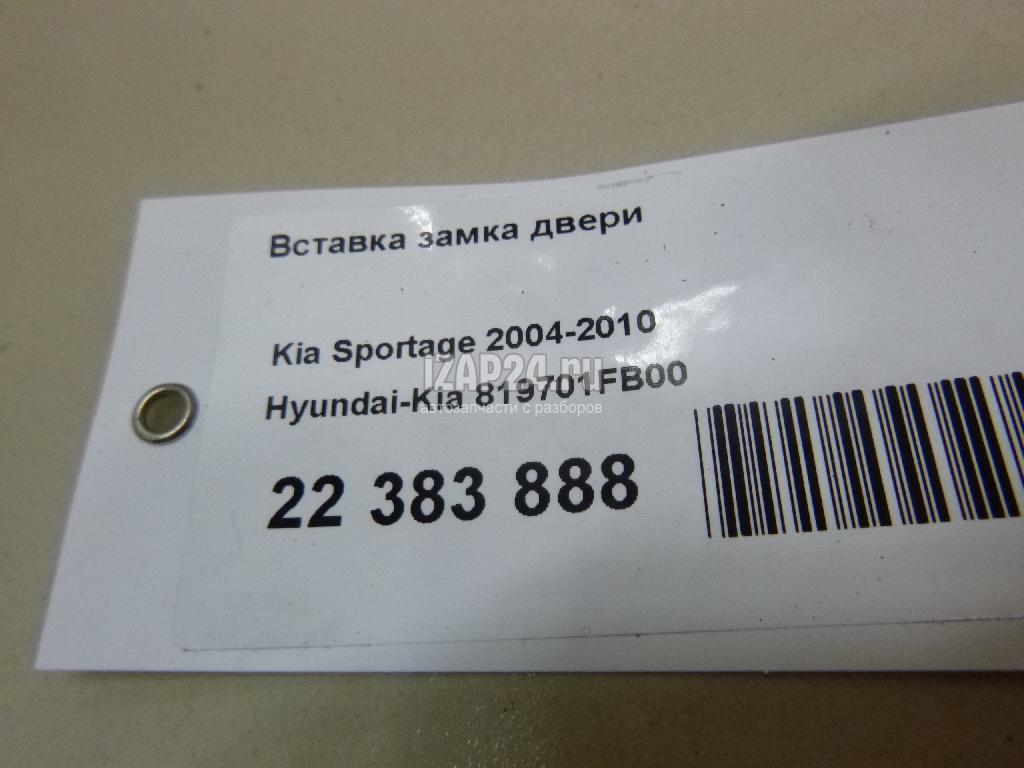 Вставка замка двери
Kia Sportage 2004-2010
IZAP24.ru
Hyundai-Kia 819701FB00
автозапчасти с разборов
22 383 888